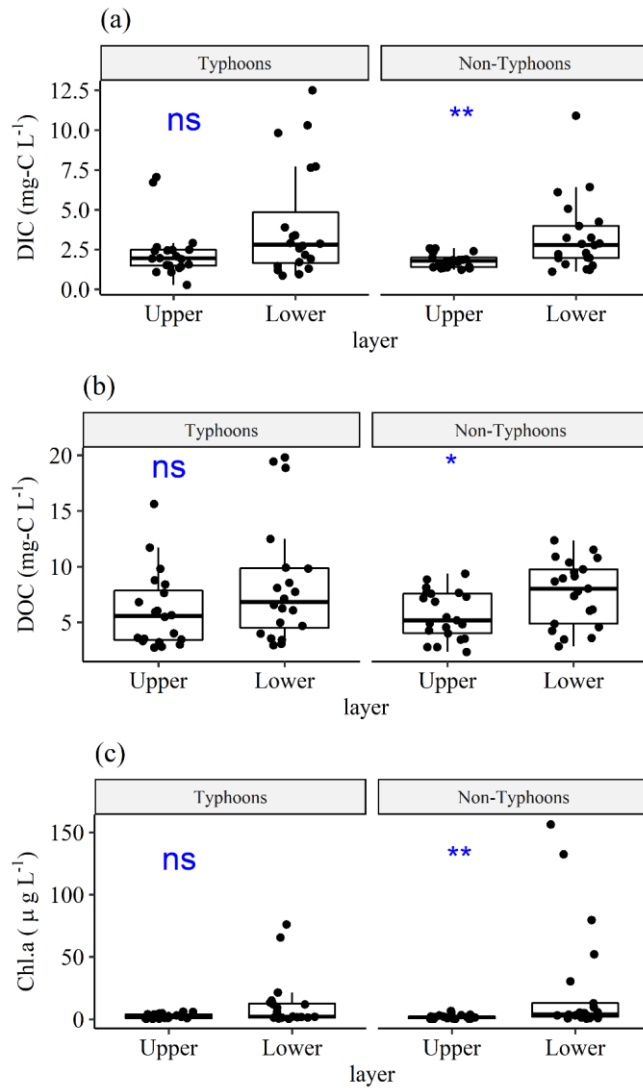 (a)
Typhoons Non-Typhoons
DIC (mg-C L⁻¹)
12.5
10.0
7.5
5.0
2.5
0.0
ns **
Upper Lower Upper Lower
layer
(b)
Typhoons Non-Typhoons
DOC (mg-C L⁻¹)
20
15
10
5
ns *
Upper Lower Upper Lower
layer
(c)
Typhoons Non-Typhoons
Chl.a ( μ g L⁻¹)
150
100
50
0
ns **
Upper Lower Upper Lower
layer